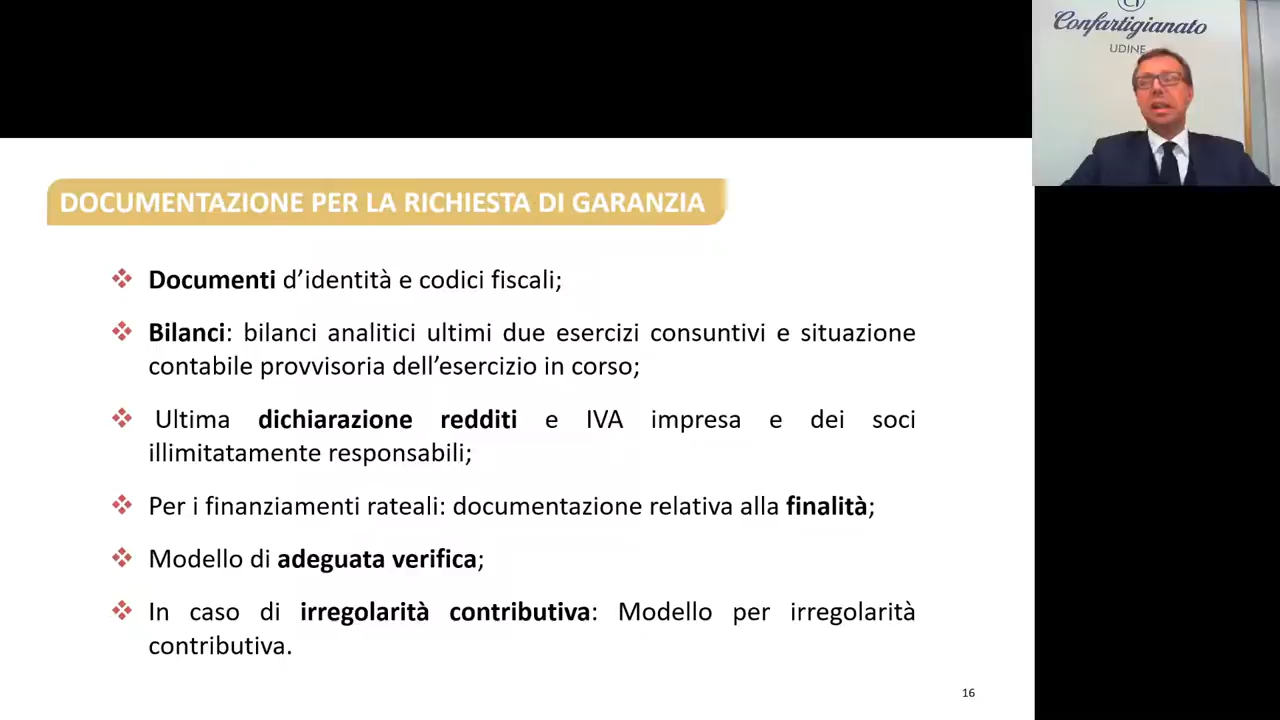 Confartigianato
UDINE
DOCUMENTAZIONE PER LA RICHIESTA DI GARANZIA
Documenti d’identità e codici fiscali;
Bilanci: bilanci analitici ultimi due esercizi consuntivi e situazione
contabile provvisoria dell’esercizio in corso;
Ultima dichiarazione redditi e IVA impresa e dei soci
illimitatamente responsabili;
Per i finanziamenti rateali: documentazione relativa alla finalità;
Modello di adeguata verifica;
In caso di irregolarità contributiva: Modello per irregolarità
contributiva.
16